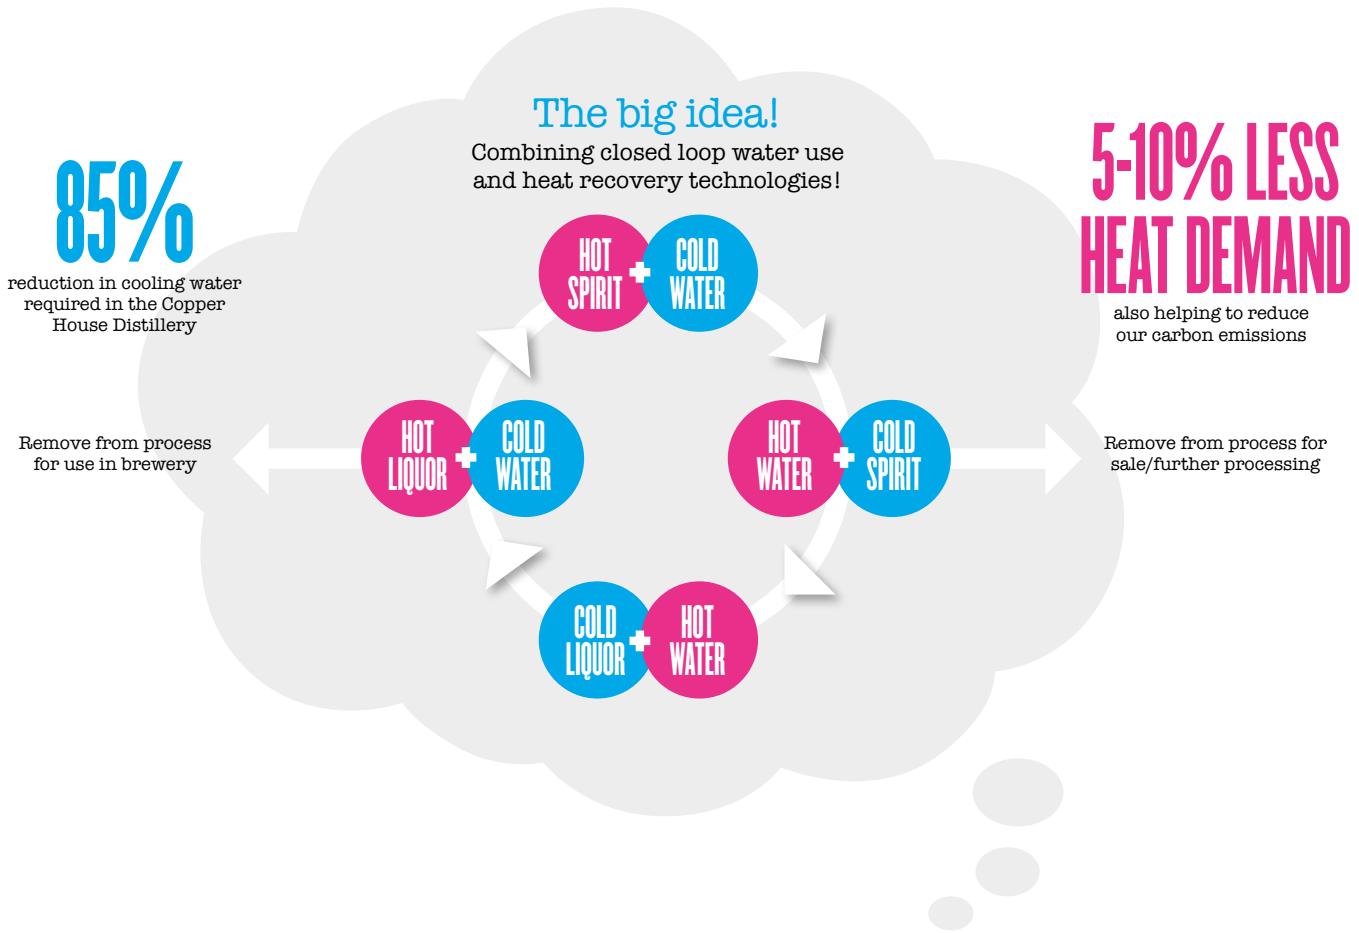 The big idea!
Combining closed loop water use
and heat recovery technologies!
85%
reduction in cooling water
required in the Copper
House Distillery
5-10% LESS
HEAT DEMAND
also helping to reduce
our carbon emissions
HOT
SPIRIT
+
COLD
WATER
Remove from process
for use in brewery
HOT
LIQUOR
+
COLD
WATER
HOT
WATER
+
COLD
SPIRIT
Remove from process for
sale/further processing
COLD
LIQUOR
+
HOT
WATER